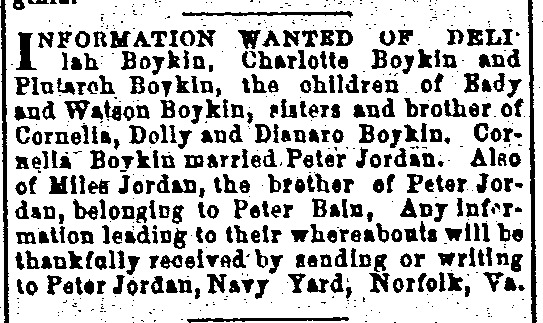 INFORMATION WANTED OF DELI-
lah Boykin, Charlotte Boykin and
Plutarch Boykin, the children of Eady
and Watson Boykin, sisters and brother of
Cornelia, Dolly and Dianaro Boykin. Cor-
nelia Boykin married Peter Jordan. Also
of Miles Jordan, the brother of Peter Jor-
dan, belonging to Peter Bain, Any infor-
mation leading to their whereabouts will be
thankfully received by sending or writing
to Peter Jordan, Navy Yard, Norfolk, Va.